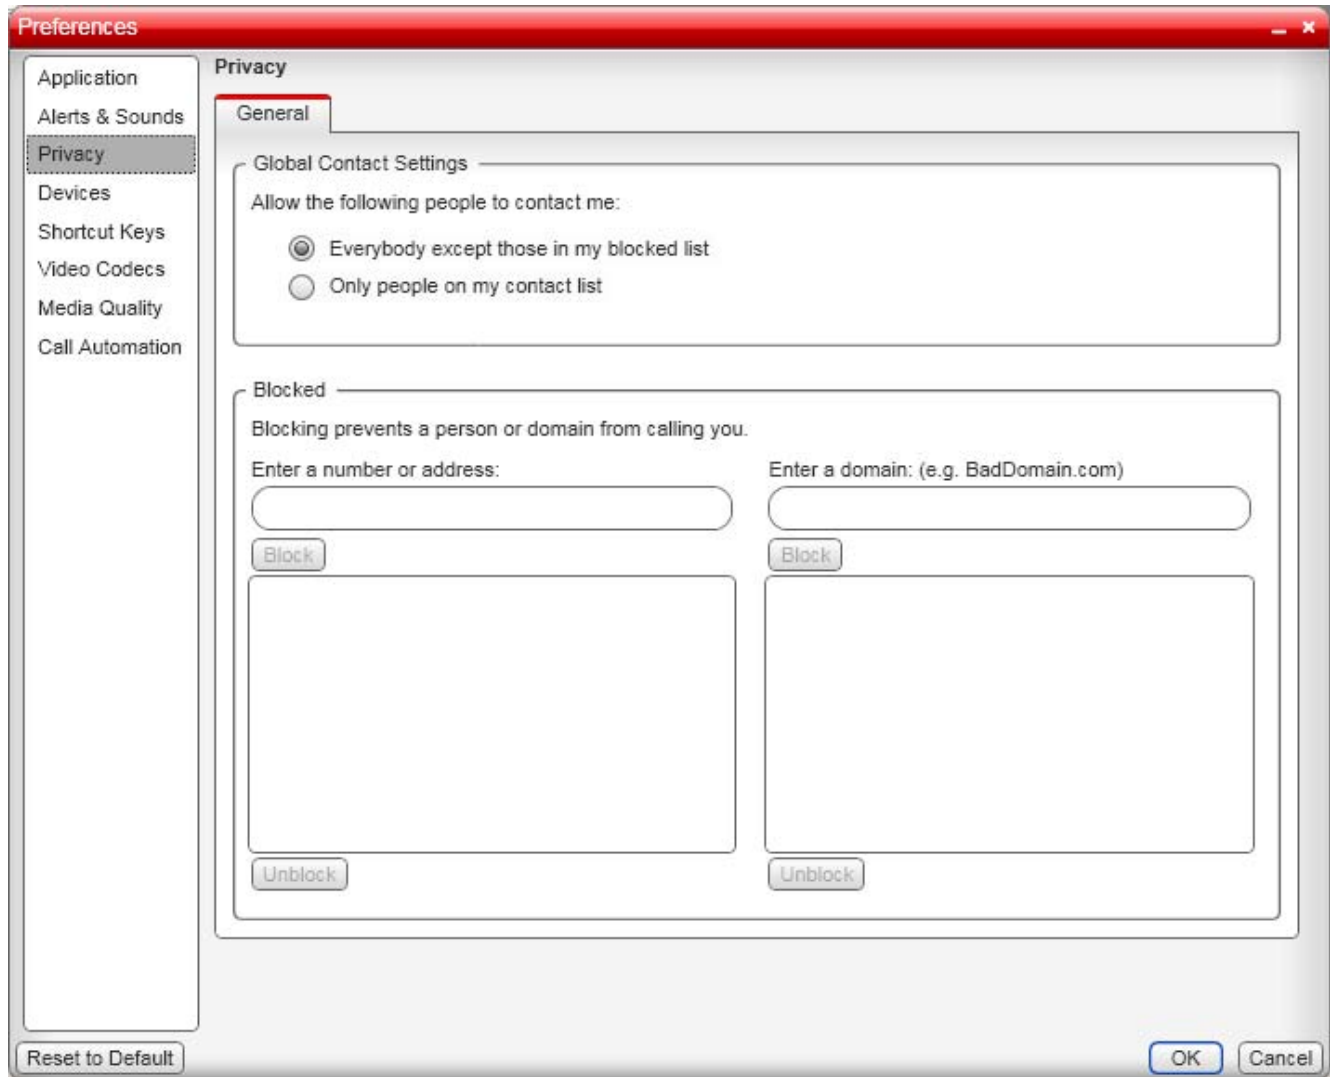 Preferences
Application
Alerts & Sounds
Privacy
Devices
Shortcut Keys
Video Codecs
Media Quality
Call Automation
Privacy
General
Global Contact Settings
Allow the following people to contact me:
Everybody except those in my blocked list
Only people on my contact list
Blocked
Blocking prevents a person or domain from calling you.
Enter a number or address:
Block
Unblock
Enter a domain: (e.g. BadDomain.com)
Block
Unblock
Reset to Default
OK
Cancel